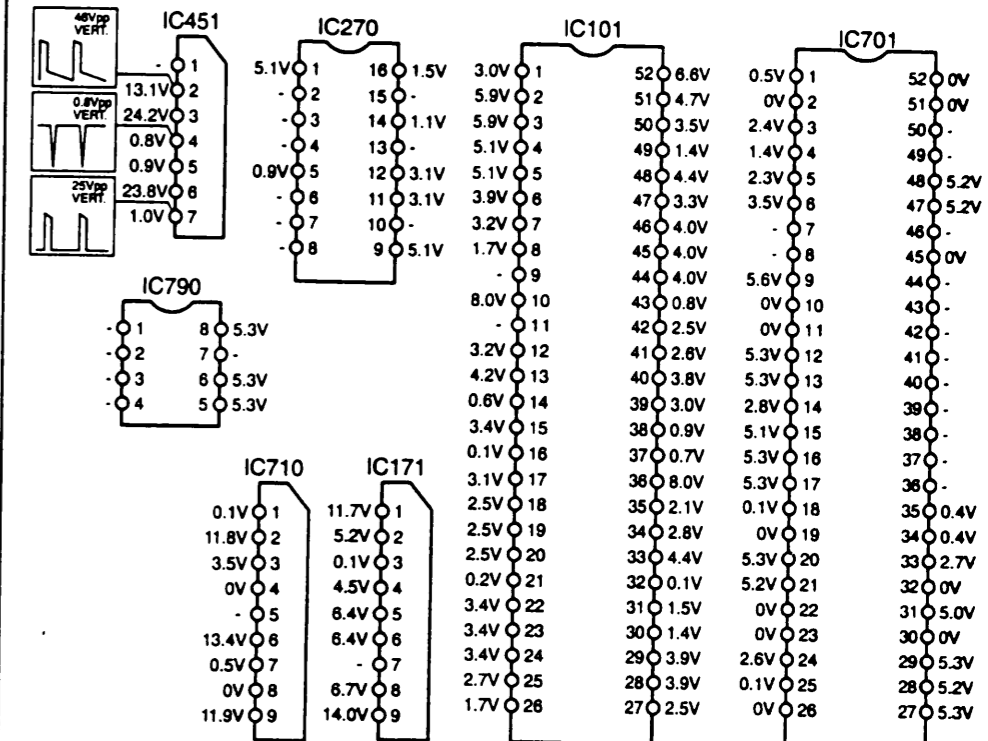 46Vpp
VERT.
0.8Vpp
VERT.
25Vpp
VERT.
IC451
- 1
13.1V 2
24.2V 3
0.8V 4
0.9V 5
23.8V 6
1.0V 7
IC270
5.1V 1 16 1.5V
- 2 15 -
- 3 14 1.1V
- 4 13 -
0.9V 5 12 3.1V
- 6 11 3.1V
- 7 10 -
- 8 9 5.1V
IC790
- 1 8 5.3V
- 2 7 -
- 3 6 5.3V
- 4 5 5.3V
IC710
0.1V 1
11.8V 2
3.5V 3
0V 4
- 5
13.4V 6
0.5V 7
0V 8
11.9V 9
IC171
11.7V 1
5.2V 2
0.1V 3
4.5V 4
6.4V 5
6.4V 6
- 7
6.7V 8
14.0V 9
IC101
3.0V 1 52 6.6V
5.9V 2 51 4.7V
5.9V 3 50 3.5V
5.1V 4 49 1.4V
5.1V 5 48 4.4V
3.9V 6 47 3.3V
3.2V 7 46 4.0V
1.7V 8 45 4.0V
- 9 44 4.0V
8.0V 10 43 0.8V
- 11 42 2.5V
3.2V 12 41 2.6V
4.2V 13 40 3.8V
0.6V 14 39 3.0V
3.4V 15 38 0.9V
0.1V 16 37 0.7V
3.1V 17 36 8.0V
2.5V 18 35 2.1V
2.5V 19 34 2.8V
2.5V 20 33 4.4V
0.2V 21 32 0.1V
3.4V 22 31 1.5V
3.4V 23 30 1.4V
3.4V 24 29 3.9V
2.7V 25 28 3.9V
1.7V 26 27 2.5V
IC701
0.5V 1 52 0V
0V 2 51 0V
2.4V 3 50 -
1.4V 4 49 -
2.3V 5 48 5.2V
3.5V 6 47 5.2V
- 7 46 -
- 8 45 0V
5.6V 9 44 -
0V 10 43 -
0V 11 42 -
5.3V 12 41 -
5.3V 13 40 -
2.8V 14 39 -
5.1V 15 38 -
5.3V 16 37 -
5.3V 17 36 -
0.1V 18 35 0.4V
0V 19 34 0.4V
5.3V 20 33 2.7V
5.2V 21 32 0V
0V 22 31 5.0V
0V 23 30 0V
2.6V 24 29 5.3V
0.1V 25 28 5.2V
0V 26 27 5.3V